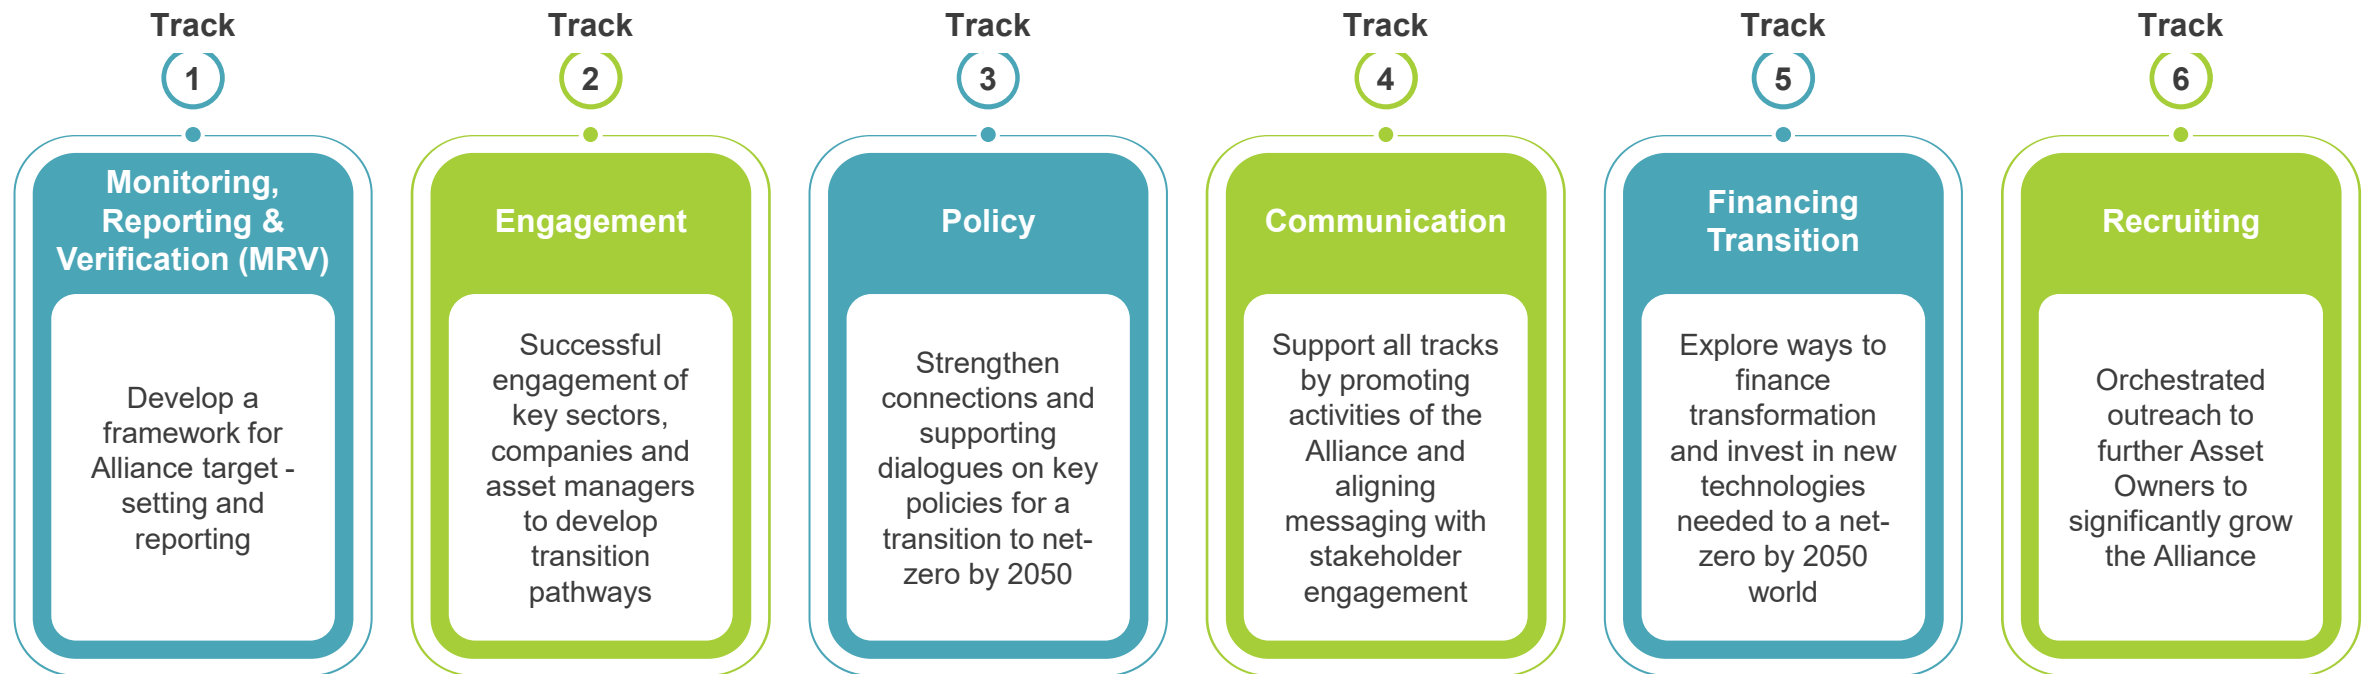 Track
1
Monitoring,
Reporting &
Verification (MRV)
Develop a
framework for
Alliance target -
setting and
reporting
Track
2
Engagement
Successful
engagement of
key sectors,
companies and
asset managers
to develop
transition
pathways
Track
3
Policy
Strengthen
connections and
supporting
dialogues on key
policies for a
transition to net-
zero by 2050
Track
4
Communication
Support all tracks
by promoting
activities of the
Alliance and
aligning
messaging with
stakeholder
engagement
Track
5
Financing
Transition
Explore ways to
finance
transformation
and invest in new
technologies
needed to a net-
zero by 2050
world
Track
6
Recruiting
Orchestrated
outreach to
further Asset
Owners to
significantly grow
the Alliance